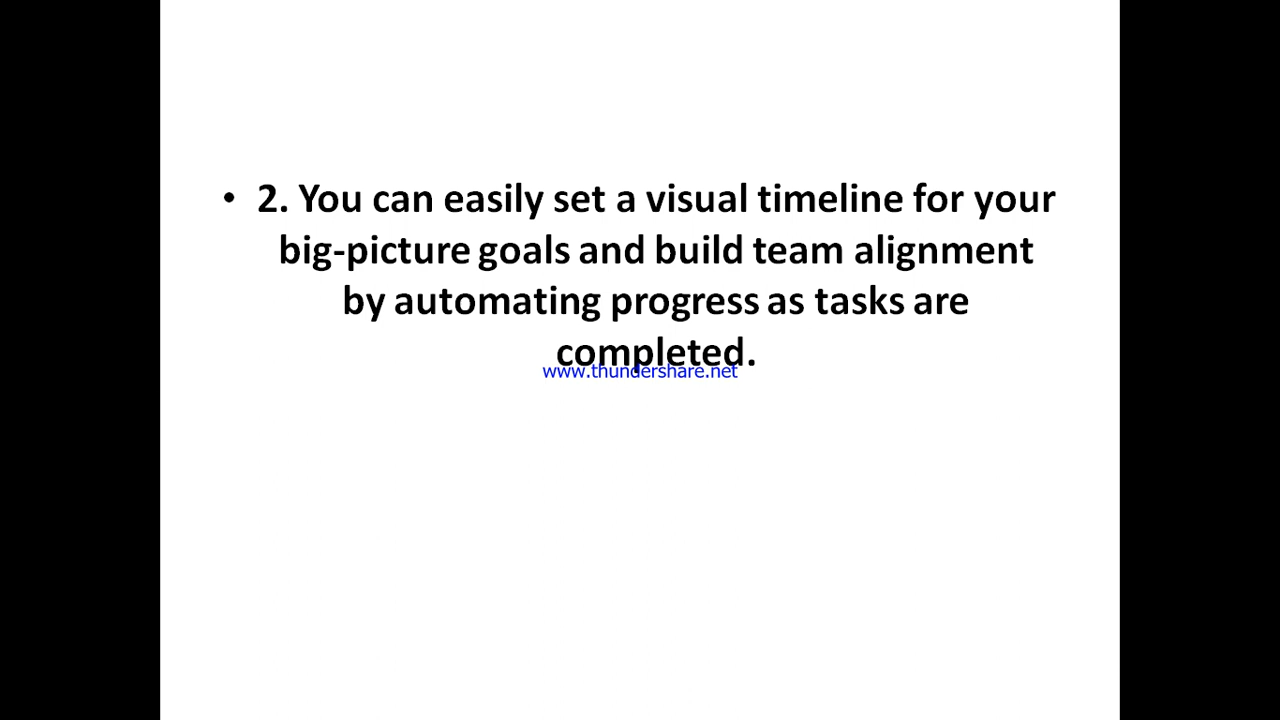 • 2. You can easily set a visual timeline for your
big-picture goals and build team alignment
by automating progress as tasks are
completed.
www.thundershare.net